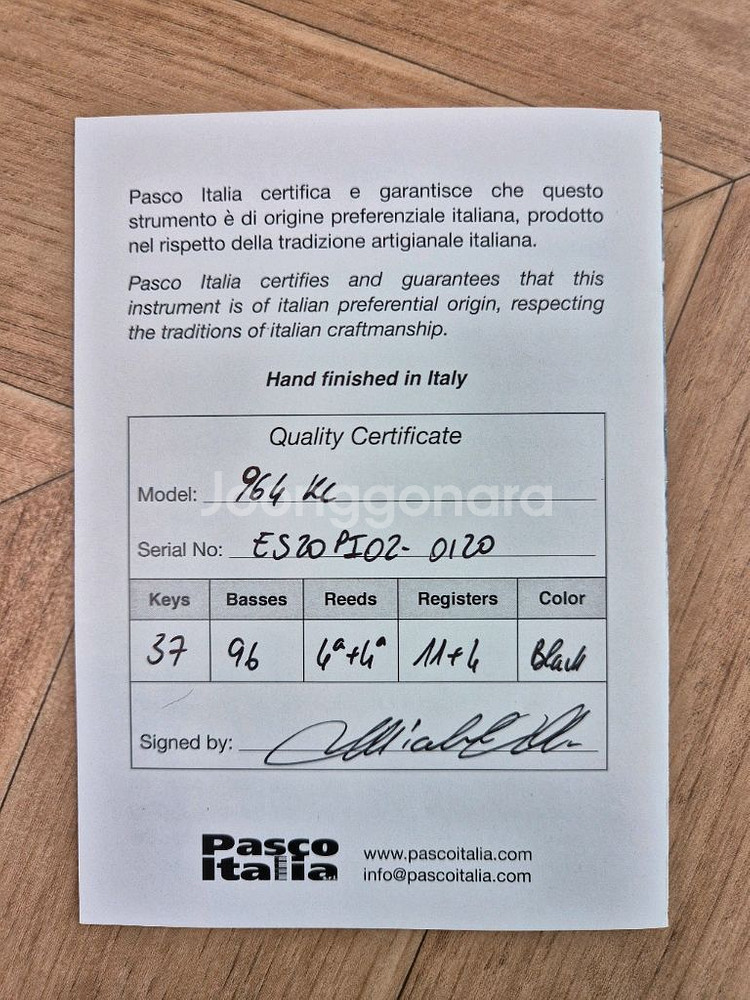 Pasco Italia certifica e garantisce che questo
strumento è di origine preferenziale italiana, prodotto
nel rispetto della tradizione artigianale italiana.
Pasco Italia certifies and guarantees that this
instrument is of italian preferential origin, respecting
the traditions of italian craftmanship.
Hand finished in Italy
Quality Certificate
Model: 964 KC
Joonggonara
Serial No: ES20PI02- 0120
Keys Basses Reeds Registers Color
37 96 4ª+4ª 11+4 Black
Signed by:
Pasco
italia
www.pascoitalia.com
info@pascoitalia.com